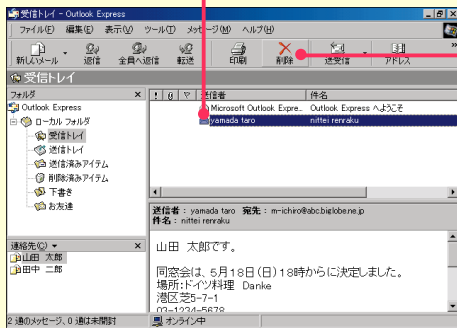 受信トレイ - Outlook Express
ファイル(F) 編集(E) 表示(V) ツール(T) メッセージ(M) ヘルプ(H)
新しいメール 返信 全員へ返信 転送 印刷 削除 送受信 アドレス
受信トレイ
フォルダ
Outlook Express
ローカル フォルダ
受信トレイ
送信トレイ
送信済みアイテム
削除済みアイテム
下書き
お友達
連絡先(C)
山田 太郎
田中 二郎
送信者 件名
Microsoft Outlook Expre... Outlook Express へようこそ
yamada taro nittei renraku
送信者: yamada taro 宛先: m-ichiro@abc.biglobe.ne.jp
件名: nittei renraku
山田 太郎です。
同窓会は、5月18日(日)18時からに決定しました。
場所:ドイツ料理 Danke
港区芝5-7-1
03-1234-5678
2 通のメッセージ、0 通は未開封 オンライン中